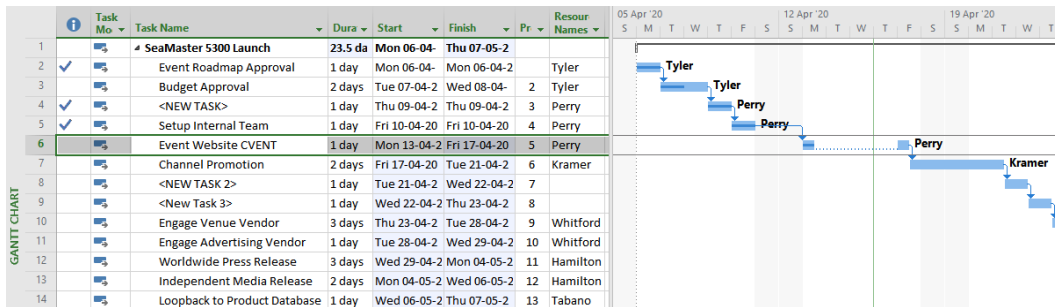 Task Mo Task Name Dura Start Finish Pr Resour Names
05 Apr '20 12 Apr '20 19 Apr '20
S M T W T F S S M T W T F S S M T W T
1 SeaMaster 5300 Launch 23.5 da Mon 06-04- Thu 07-05-2
2 Event Roadmap Approval 1 day Mon 06-04- Mon 06-04-2 Tyler Tyler
3 Budget Approval 2 days Tue 07-04-2 Wed 08-04- 2 Tyler Tyler
4 <NEW TASK> 1 day Thu 09-04-2 Thu 09-04-2 3 Perry Perry
5 Setup Internal Team 1 day Fri 10-04-20 Fri 10-04-20 4 Perry Perry
6 Event Website CVENT 1 day Mon 13-04-2 Fri 17-04-20 5 Perry Perry
7 Channel Promotion 2 days Fri 17-04-20 Tue 21-04-2 6 Kramer Kramer
8 <NEW TASK 2> 1 day Tue 21-04-2 Wed 22-04-2 7
9 <New Task 3> 1 day Wed 22-04-2 Thu 23-04-2 8
10 Engage Venue Vendor 3 days Thu 23-04-2 Tue 28-04-2 9 Whitford
11 Engage Advertising Vendor 1 day Tue 28-04-2 Wed 29-04-2 10 Whitford
12 Worldwide Press Release 3 days Wed 29-04-2 Mon 04-05-2 11 Hamilton
13 Independent Media Release 2 days Mon 04-05-2 Wed 06-05-2 12 Hamilton
14 Loopback to Product Database 1 day Wed 06-05-2 Thu 07-05-2 13 Tabano
GANTT CHART